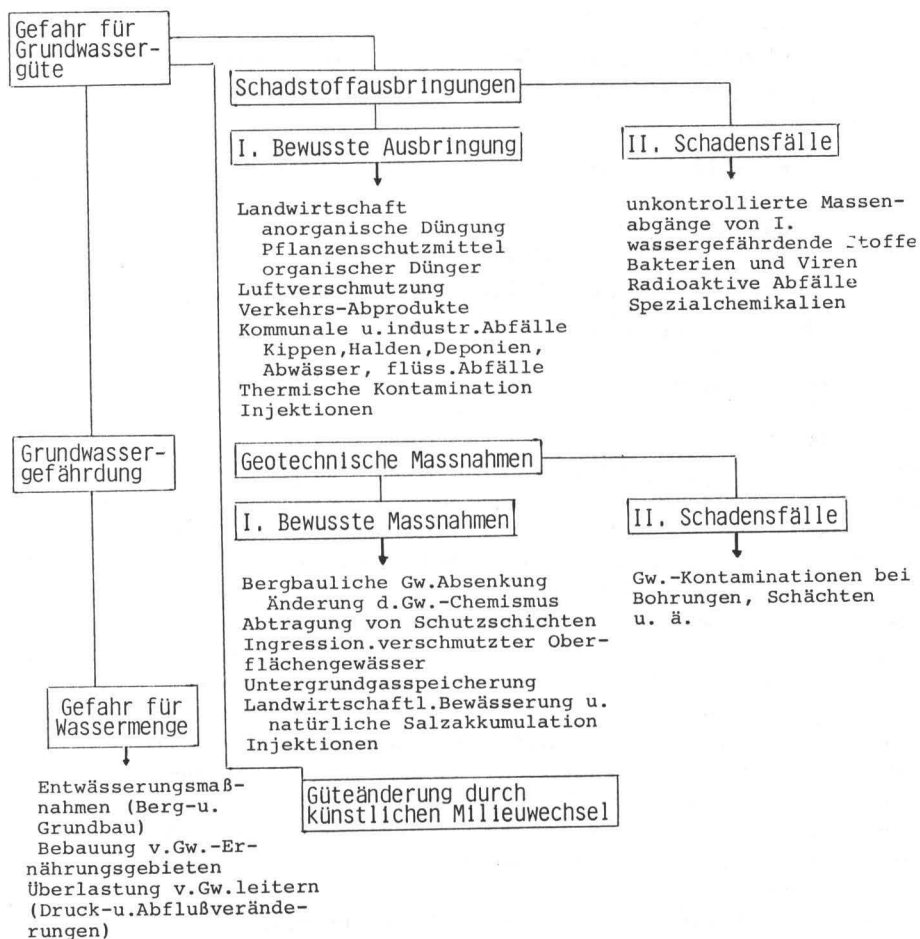 Gefahr für
Grundwasser-
güte
Schadstoffausbringungen
I. Bewusste Ausbringung
II. Schadensfälle
Landwirtschaft
anorganische Düngung
Pflanzenschutzmittel
organischer Dünger
Luftverschmutzung
Verkehrs-Abprodukte
Kommunale u.industr.Abfälle
Kippen,Halden,Deponien,
Abwässer, flüss.Abfälle
Thermische Kontamination
Injektionen
unkontrollierte Massen-
abgänge von I.
wassergefährdende Stoffe
Bakterien und Viren
Radioaktive Abfälle
Spezialchemikalien
Grundwasser-
gefährdung
Geotechnische Massnahmen
I. Bewusste Massnahmen
II. Schadensfälle
Bergbauliche Gw.Absenkung
Änderung d.Gw.-Chemismus
Abtragung von Schutzschichten
Ingression.verschmutzter Ober-
flächengewässer
Untergrundgasspeicherung
Landwirtschaftl.Bewässerung u.
natürliche Salzakkumulation
Injektionen
Gw.-Kontaminationen bei
Bohrungen, Schächten
u. ä.
Gefahr für
Wassermenge
Entwässerungsmaß-
nahmen (Berg-u.
Grundbau)
Bebauung v.Gw.-Er-
nährungsgebieten
Überlastung v.Gw.leitern
(Druck-u.Abflußverände-
rungen)
Güteänderung durch
künstlichen Milieuwechsel